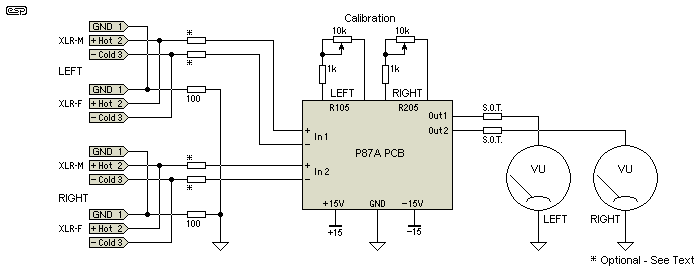 esp
Calibration
GND 1
10k
10k
XLR-M
+ Hot 2
*
- Cold 3
*
1k
1k
LEFT
LEFT
RIGHT
GND 1
100
R105
R205
XLR-F
+ Hot 2
- Cold 3
Out1
S.O.T.
+
In 1
-
Out2
S.O.T.
P87A PCB
GND 1
XLR-M
+ Hot 2
*
+
In 2
-
- Cold 3
*
VU
VU
RIGHT
+15V
GND
-15V
GND 1
100
LEFT
RIGHT
XLR-F
+ Hot 2
+15
-15
- Cold 3
* Optional - See Text